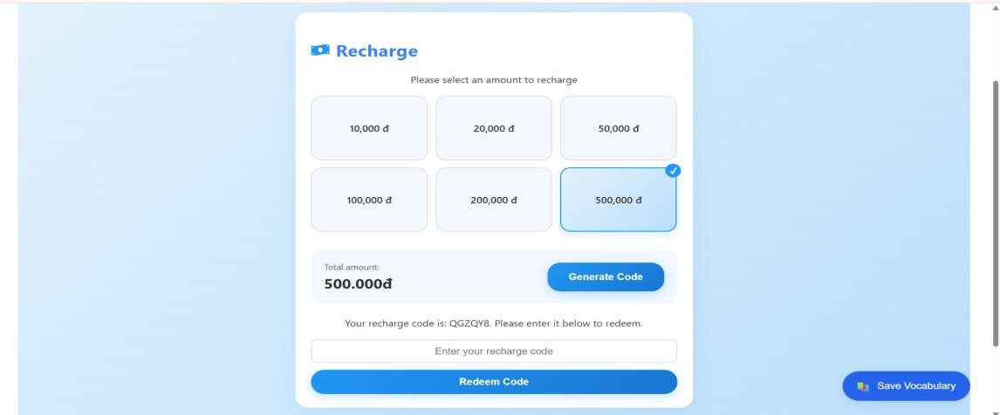 Recharge
Please select an amount to recharge
10,000 đ
20,000 đ
50,000 đ
100,000 đ
200,000 đ
500,000 đ
Total amount:
500.000đ
Generate Code
Your recharge code is: QGZQY8. Please enter it below to redeem.
Enter your recharge code
Redeem Code
Save Vocabulary